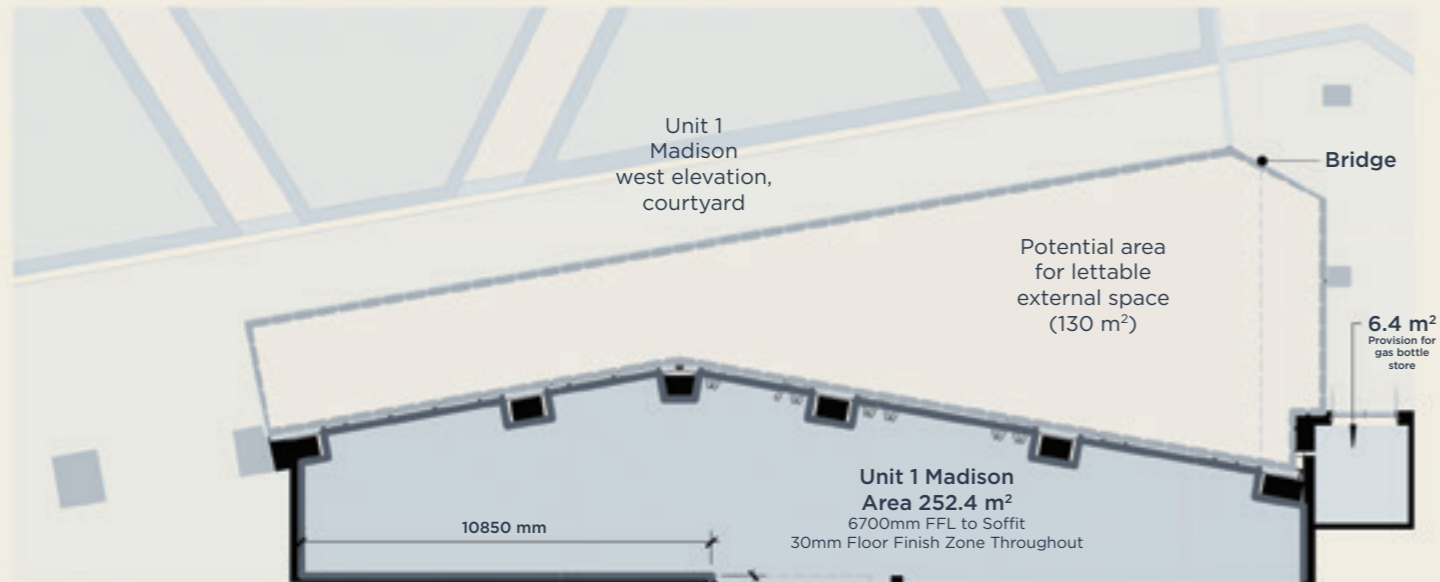 Unit 1
Madison
west elevation,
courtyard
Bridge
Potential area
for lettable
external space
(130 m²)
6.4 m²
Provision for
gas bottle
store
Unit 1 Madison
Area 252.4 m²
6700mm FFL to Soffit
30mm Floor Finish Zone Throughout
10850 mm